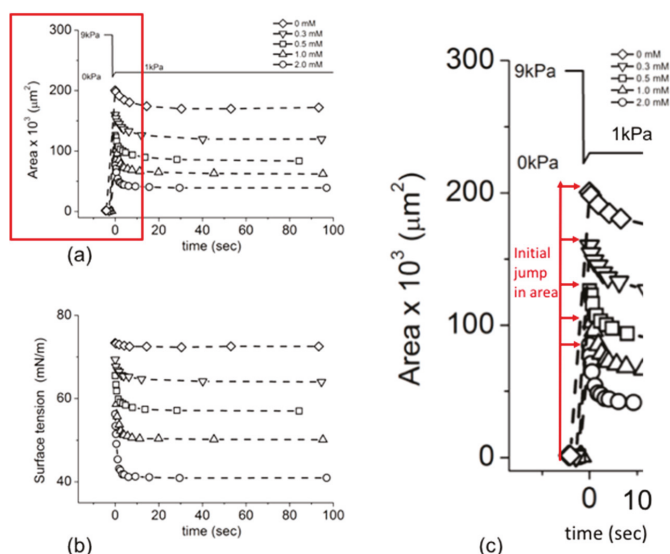 300
9kPa
0kPa
1kPa
0 mM
0.3 mM
0.5 mM
1.0 mM
2.0 mM
200
100
0
Area x 10³ (µm²)
0 20 40 60 80 100
time (sec)
(a)
80
60
40
Surface tension (mN/m)
0 20 40 60 80 100
time (sec)
(b)
300
9kPa
0kPa
1kPa
0 mM
0.3 mM
0.5 mM
1.0 mM
2.0 mM
200
100
0
Area x 10³ (µm²)
Initial
jump
in area
0 10
time (sec)
(c)